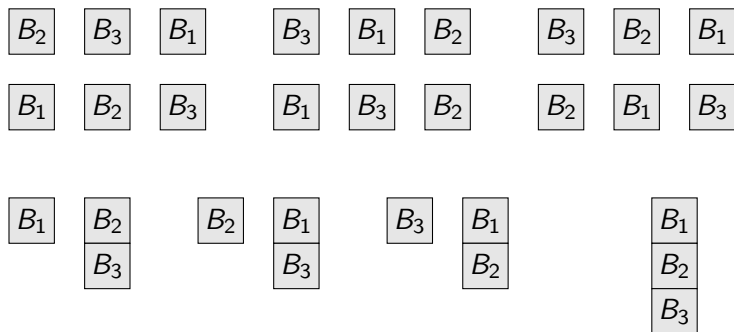 B₂ B₃ B₁ B₃ B₁ B₂ B₃ B₂ B₁
B₁ B₂ B₃ B₁ B₃ B₂ B₂ B₁ B₃
B₁ B₂ B₂ B₁ B₃ B₁ B₁
B₃ B₃ B₂ B₂
B₃